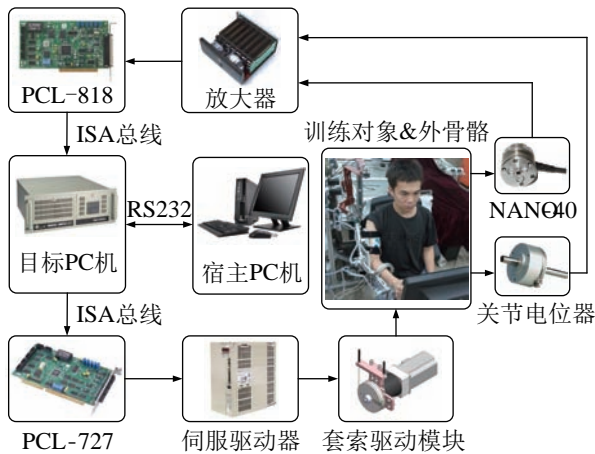 PCL-818
放大器
ISA总线
训练对象&外骨骼
RS232
NANO40
目标PC机
宿主PC机
关节电位器
ISA总线
PCL-727
伺服驱动器
套索驱动模块